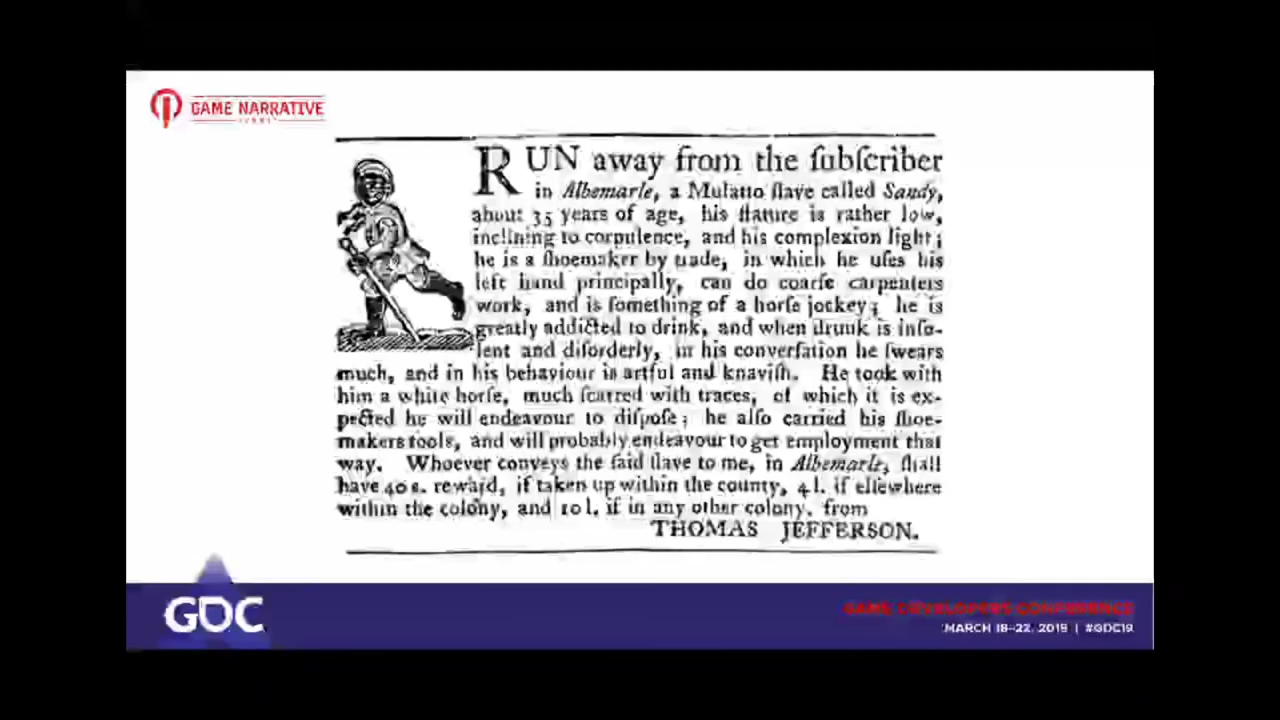 GAME NARRATIVE
SUMMIT
RUN away from the ſubſcriber
in Albemarle, a Mulatto ſlave called Sandy,
about 35 years of age, his ſtature is rather low,
inclining to corpulence, and his complexion light;
he is a ſhoemaker by trade, in which he uſes his
left hand principally, can do coarſe carpenters
work, and is ſomething of a horſe jockey; he is
greatly addicted to drink, and when drunk is inſo-
lent and diſorderly, in his converſation he ſwears
much, and in his behaviour is artful and knaviſh. He took with
him a white horſe, much ſcarred with traces, of which it is ex-
pected he will endeavour to diſpoſe; he alſo carried his ſhoe-
makers tools, and will probably endeavour to get employment that
way. Whoever conveys the ſaid ſlave to me, in Albemarle, ſhall
have 40 s. reward, if taken up within the county, 4 l. if elſewhere
within the colony, and 10 l. if in any other colony, from
THOMAS JEFFERSON.
GDC
GAME DEVELOPERS CONFERENCE
MARCH 18–22, 2019 | #GDC19